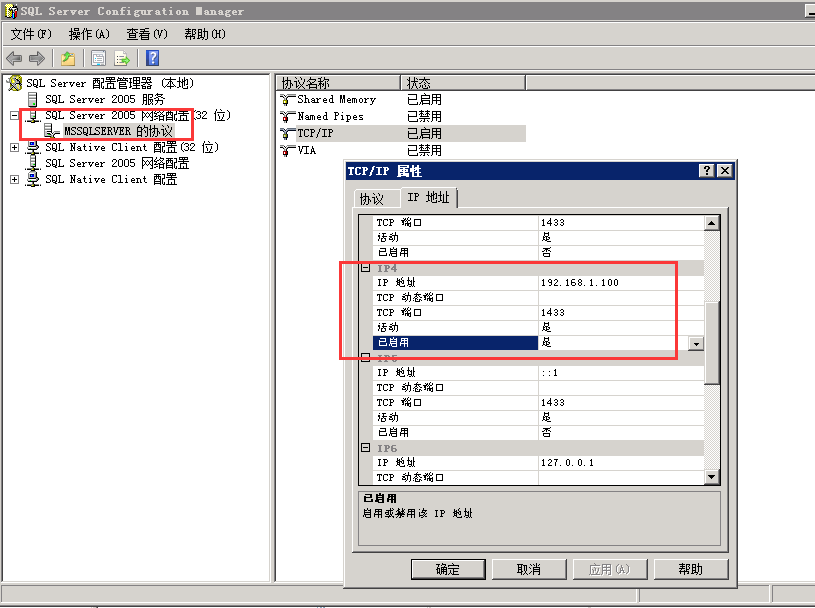 SQL Server Configuration Manager
文件(F) 操作(A) 查看(V) 帮助(H)
SQL Server 配置管理器 (本地)
SQL Server 2005 服务
SQL Server 2005 网络配置(32 位)
MSSQLSERVER 的协议
SQL Native Client 配置(32 位)
SQL Server 2005 网络配置
SQL Native Client 配置
协议名称 状态
Shared Memory 已启用
Named Pipes 已禁用
TCP/IP 已启用
VIA 已禁用
TCP/IP 属性
协议 IP 地址
TCP 端口 1433
活动 是
已启用 否
IP4
IP 地址 192.168.1.100
TCP 动态端口
TCP 端口 1433
活动 是
已启用 是
IP5
IP 地址 ::1
TCP 动态端口
TCP 端口 1433
活动 是
已启用 否
IP6
IP 地址 127.0.0.1
TCP 动态端口
已启用
启用或禁用该 IP 地址
确定 取消 应用(A) 帮助